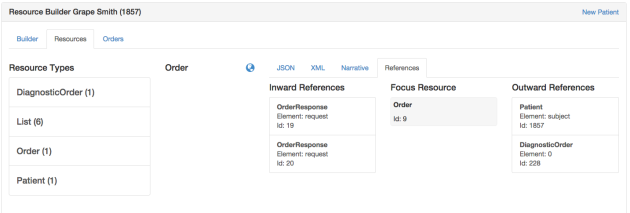 Resource Builder Grape Smith (1857)
New Patient
Builder
Resources
Orders
Resource Types
DiagnosticOrder (1)
List (6)
Order (1)
Patient (1)
Order
JSON
XML
Narrative
References
Inward References
OrderResponse
Element: request
Id: 19
OrderResponse
Element: request
Id: 20
Focus Resource
Order
Id: 9
Outward References
Patient
Element: subject
Id: 1857
DiagnosticOrder
Element: 0
Id: 228